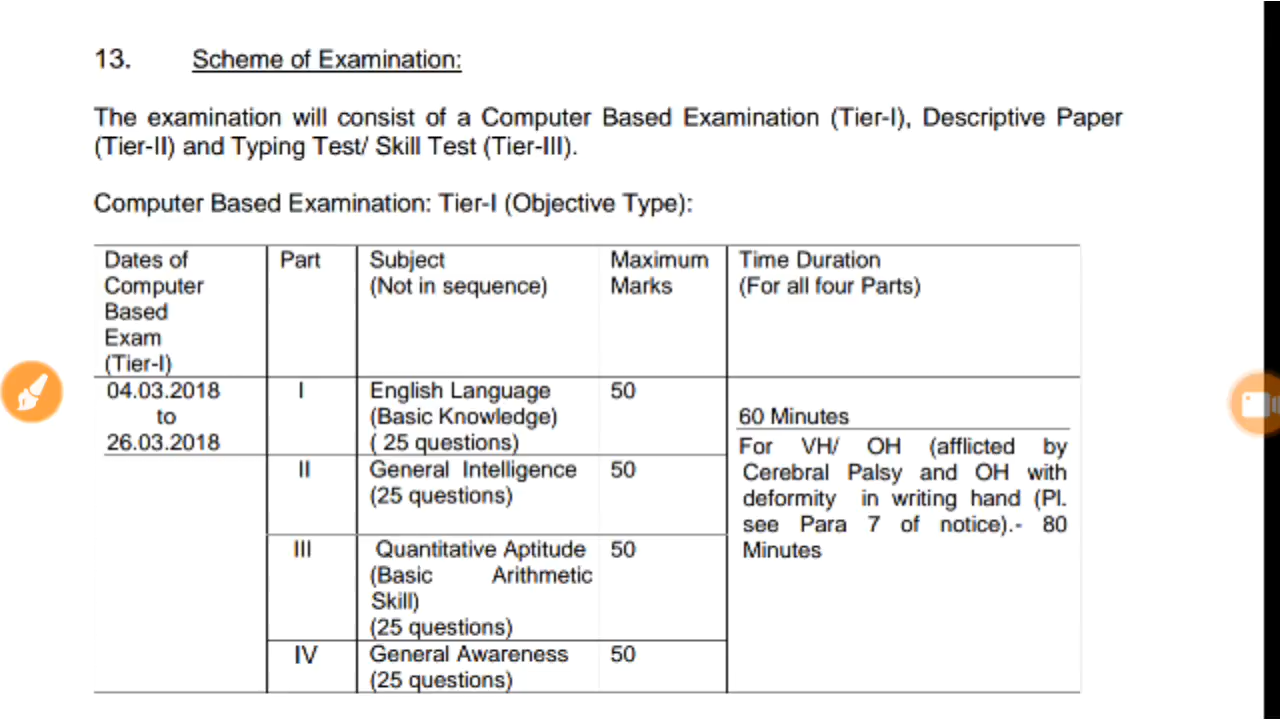 13. Scheme of Examination:
The examination will consist of a Computer Based Examination (Tier-I), Descriptive Paper
(Tier-II) and Typing Test/ Skill Test (Tier-III).
Computer Based Examination: Tier-I (Objective Type):
Dates of
Computer
Based
Exam
(Tier-I)
Part
Subject
(Not in sequence)
Maximum
Marks
Time Duration
(For all four Parts)
04.03.2018
to
26.03.2018
I
English Language
(Basic Knowledge)
( 25 questions)
50
60 Minutes
For VH/ OH (afflicted by
Cerebral Palsy and OH with
deformity in writing hand (Pl.
see Para 7 of notice).- 80
Minutes
II
General Intelligence
(25 questions)
50
III
Quantitative Aptitude
(Basic Arithmetic
Skill)
(25 questions)
50
IV
General Awareness
(25 questions)
50